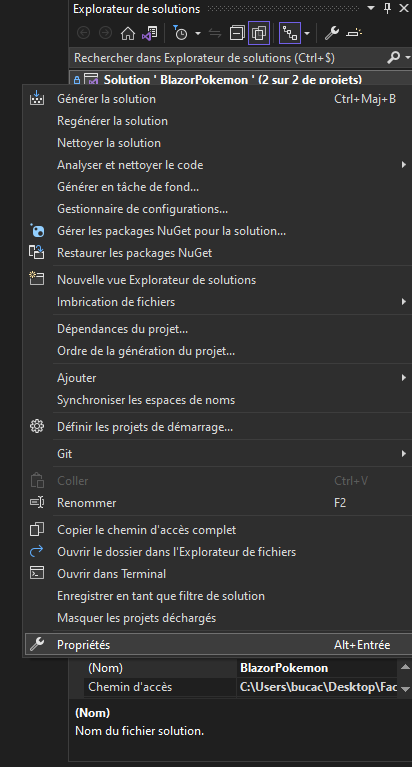 Explorateur de solutions
Rechercher dans Explorateur de solutions (Ctrl+$)
Solution ' BlazorPokemon ' (2 sur 2 de projets)
Générer la solution Ctrl+Maj+B
Regénérer la solution
Nettoyer la solution
Analyser et nettoyer le code
Générer en tâche de fond...
Gestionnaire de configurations...
Gérer les packages NuGet pour la solution...
Restaurer les packages NuGet
Nouvelle vue Explorateur de solutions
Imbrication de fichiers
Dépendances du projet...
Ordre de la génération du projet...
Ajouter
Synchroniser les espaces de noms
Définir les projets de démarrage...
Git
Coller Ctrl+V
Renommer F2
Copier le chemin d'accès complet
Ouvrir le dossier dans l'Explorateur de fichiers
Ouvrir dans Terminal
Enregistrer en tant que filtre de solution
Masquer les projets déchargés
Propriétés Alt+Entrée
(Nom) BlazorPokemon
Chemin d'accès C:\Users\bucac\Desktop\Fac
(Nom)
Nom du fichier solution.